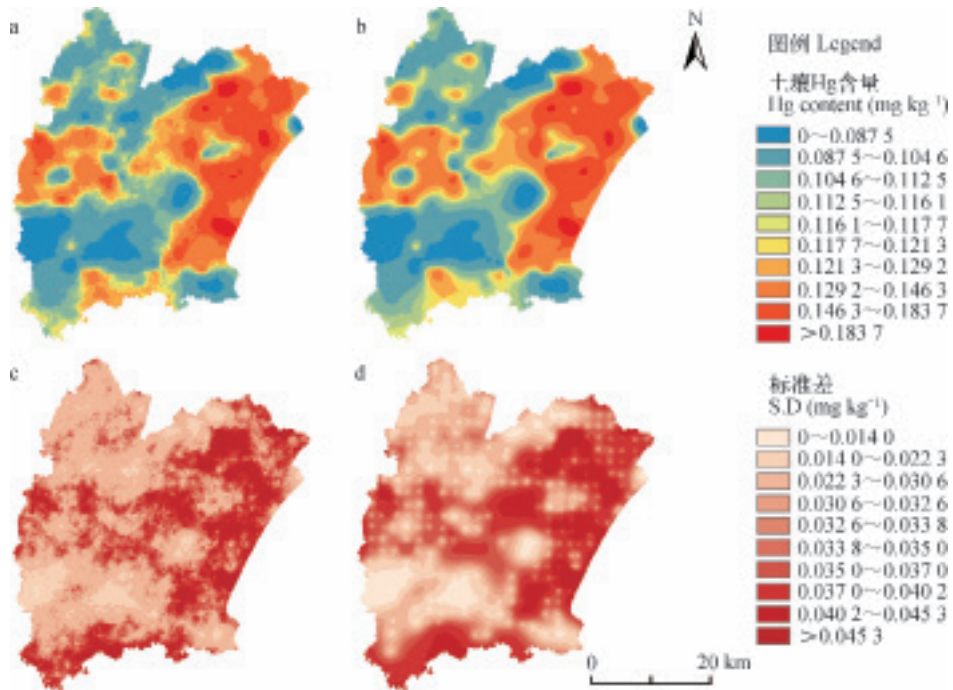 a
b
N
图例 Legend
土壤Hg含量
Hg content (mg kg⁻¹)
0～0.087 5
0.087 5～0.104 6
0.104 6～0.112 5
0.112 5～0.116 1
0.116 1～0.117 7
0.117 7～0.121 3
0.121 3～0.129 2
0.129 2～0.146 3
0.146 3～0.183 7
＞0.183 7
c
d
标准差
S.D (mg kg⁻¹)
0～0.014 0
0.014 0～0.022 3
0.022 3～0.030 6
0.030 6～0.032 6
0.032 6～0.033 8
0.033 8～0.035 0
0.035 0～0.037 0
0.037 0～0.040 2
0.040 2～0.045 3
＞0.045 3
0 20 km